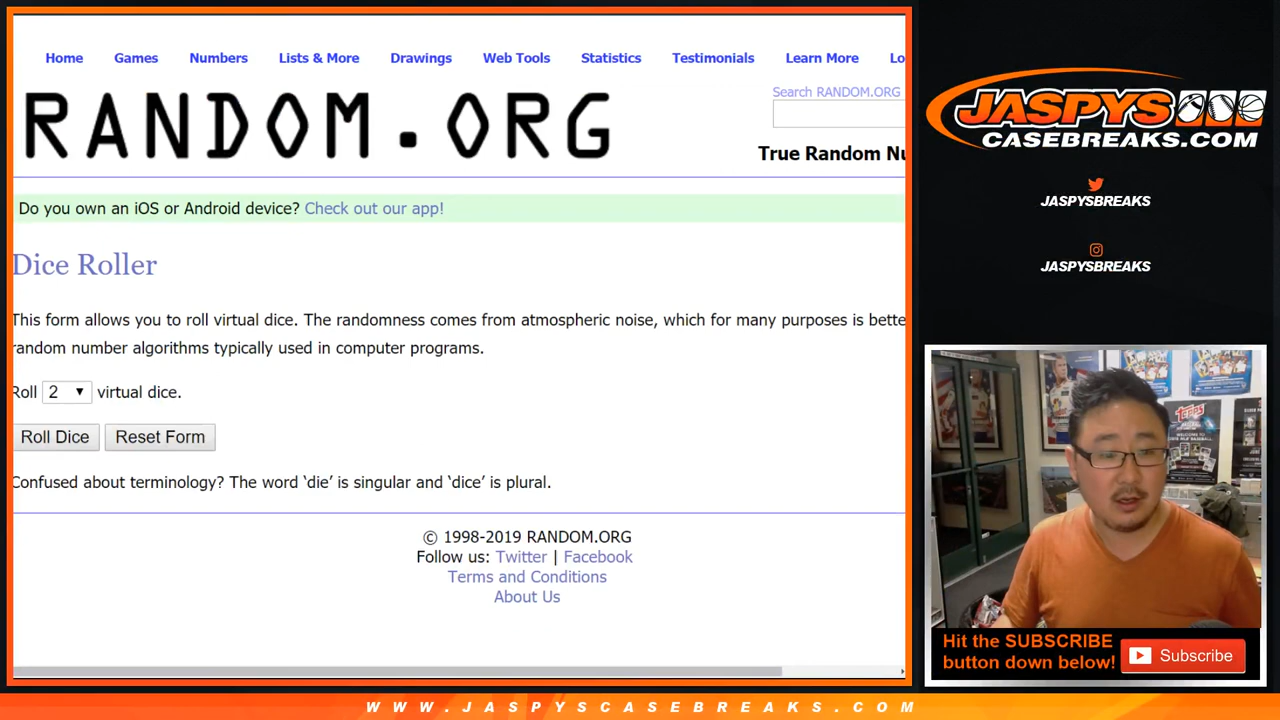 Home Games Numbers Lists & More Drawings Web Tools Statistics Testimonials Learn More Lo
RANDOM.ORG
Search RANDOM.ORG
True Random Nu
Do you own an iOS or Android device? Check out our app!
Dice Roller
This form allows you to roll virtual dice. The randomness comes from atmospheric noise, which for many purposes is bette
random number algorithms typically used in computer programs.
Roll 2 virtual dice.
Roll Dice Reset Form
Confused about terminology? The word ‘die’ is singular and ‘dice’ is plural.
© 1998-2019 RANDOM.ORG
Follow us: Twitter | Facebook
Terms and Conditions
About Us
JASPYS
CASEBREAKS.COM
JASPYSBREAKS
JASPYSBREAKS
TOPPS
Hit the SUBSCRIBE
button down below!
Subscribe
WWW.JASPYSCASEBREAKS.COM